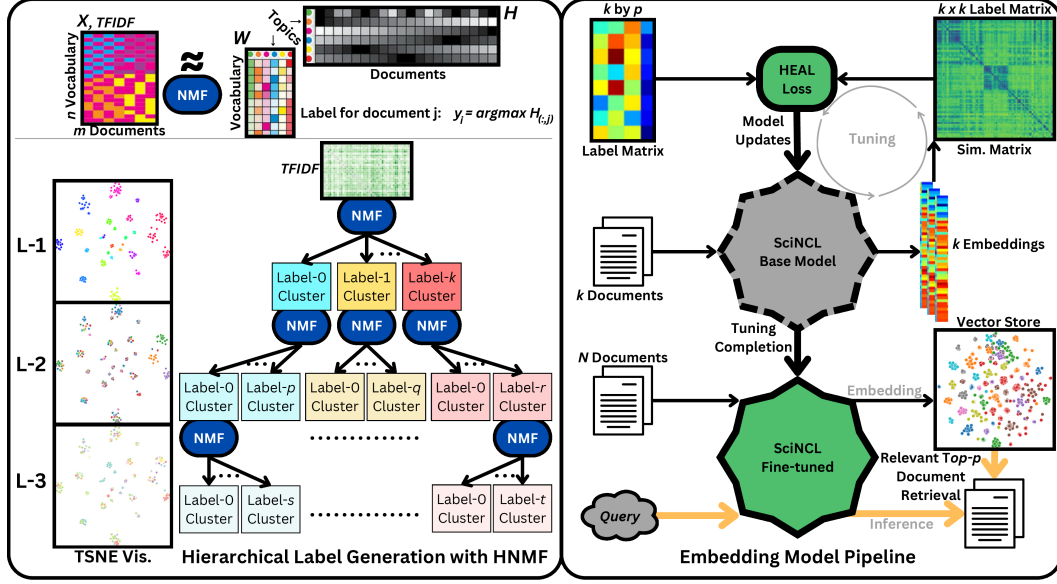 X, TFIDF
n Vocabulary
m Documents
≈
NMF
W
Vocabulary
Topics
→
↓
H
Documents
Label for document j: y_j = argmax H_(:,j)
TFIDF
NMF
Label-0
Cluster
......
Label-1
Cluster
Label-k
Cluster
NMF
NMF
NMF
Label-0
Cluster
Label-p
Cluster
Label-0
Cluster
Label-q
Cluster
Label-0
Cluster
Label-r
Cluster
NMF
NMF
Label-0
Cluster
Label-s
Cluster
Label-0
Cluster
Label-t
Cluster
L-1
L-2
L-3
TSNE Vis.
Hierarchical Label Generation with HNMF
k by p
Label Matrix
HEAL
Loss
k x k Label Matrix
Sim. Matrix
Model
Updates
Tuning
k Documents
SciNCL
Base Model
k Embeddings
Tuning
Completion
N Documents
Embedding
Vector Store
SciNCL
Fine-tuned
Relevant Top-p
Document
Retrieval
Query
Inference
Embedding Model Pipeline